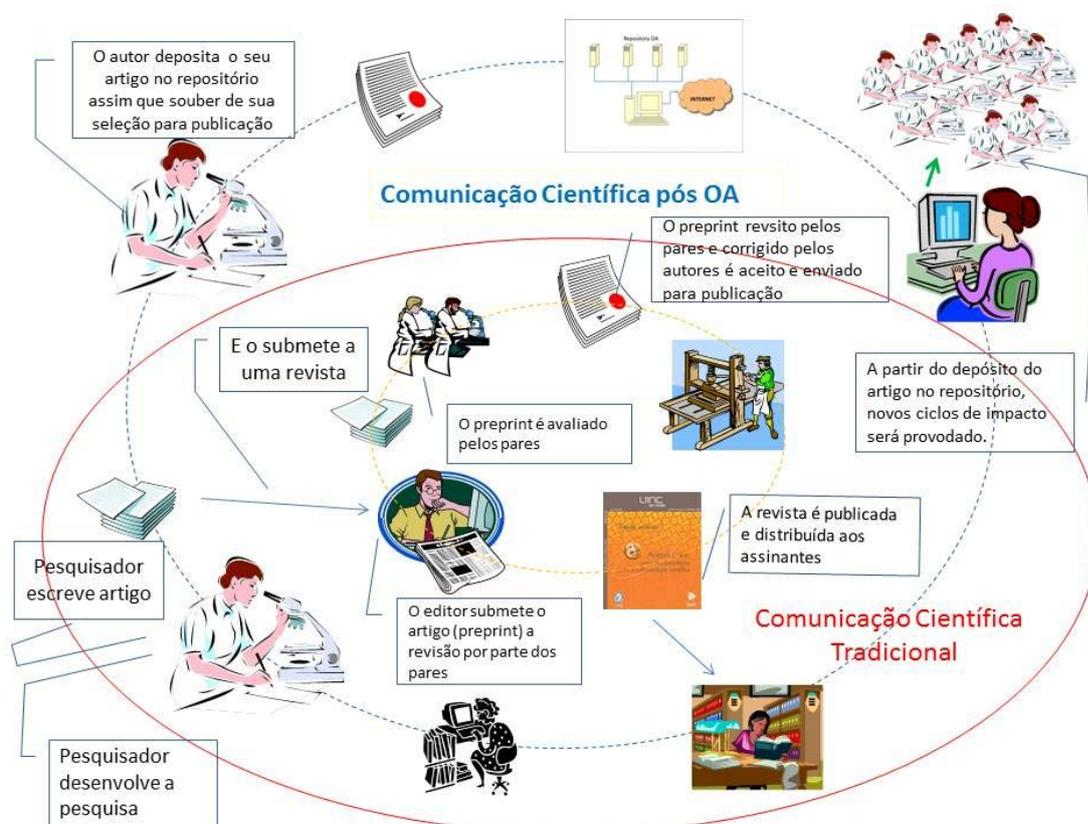 O autor deposita o seu
artigo no repositório
assim que souber de sua
seleção para publicação
Repository OA
INTERNET
Comunicação Científica pós OA
O preprint revsito pelos
pares e corrigido pelos
autores é aceito e enviado
para publicação
E o submete a
uma revista
O preprint é avaliado
pelos pares
A partir do depósito do
artigo no repositório,
novos ciclos de impacto
será provodado.
A revista é publicada
e distribuída aos
assinantes
Pesquisador
escreve artigo
O editor submete o
artigo (preprint) a
revisão por parte dos
pares
Comunicação Científica
Tradicional
Pesquisador
desenvolve a
pesquisa